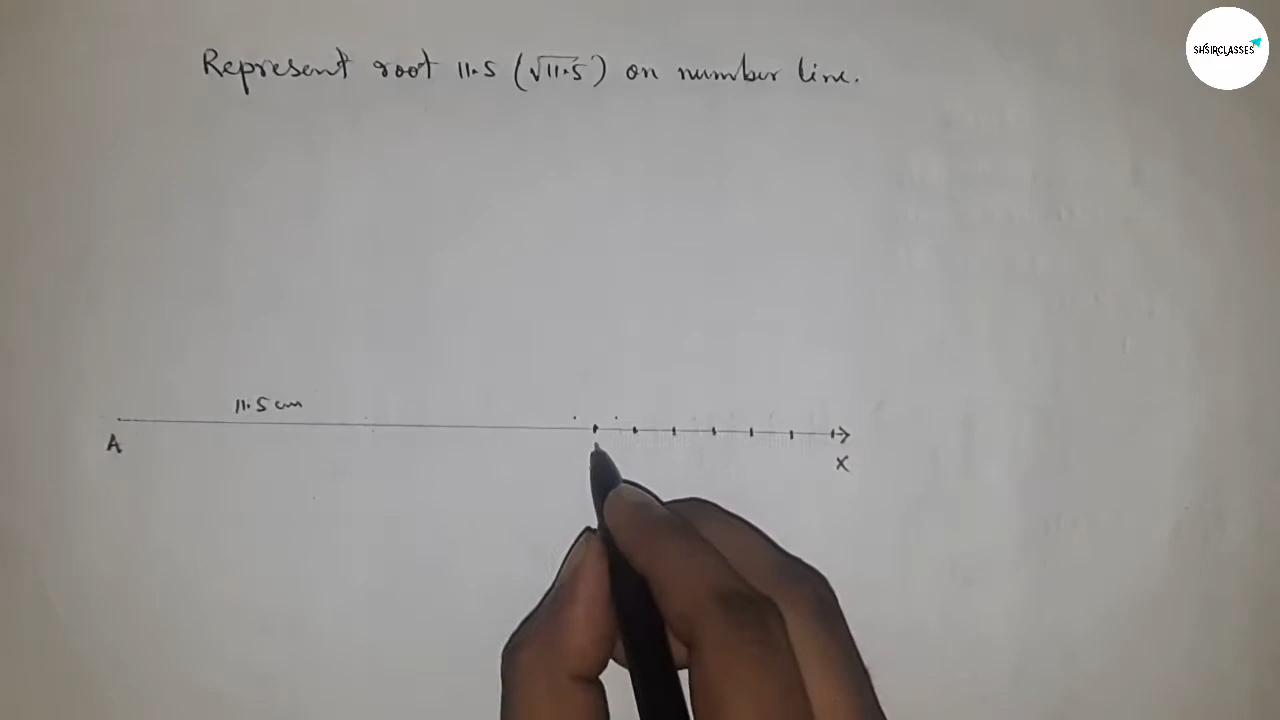 Represent root 11.5 (√11.5) on number line.
SHSIRCLASSES
11.5 cm
A
X